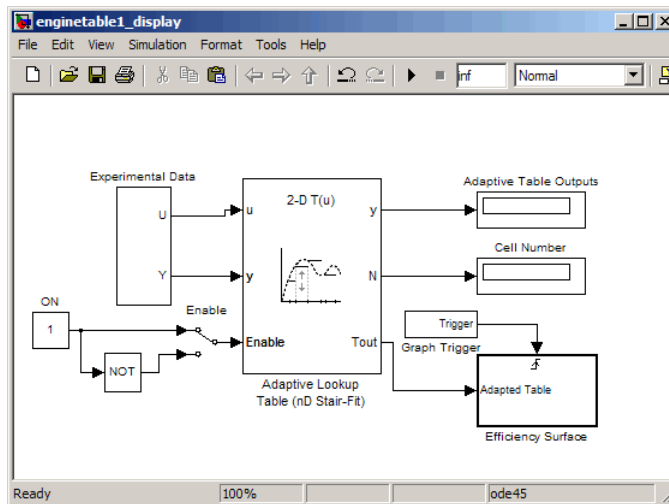 enginetable1_display
File Edit View Simulation Format Tools Help
inf Normal
Experimental Data
U
Y
2-D T(u)
u
y
Enable
y
N
Tout
Adaptive Lookup
Table (nD Stair-Fit)
Adaptive Table Outputs
Cell Number
ON
1
NOT
Enable
Trigger
Graph Trigger
Adapted Table
Efficiency Surface
Ready 100% ode45